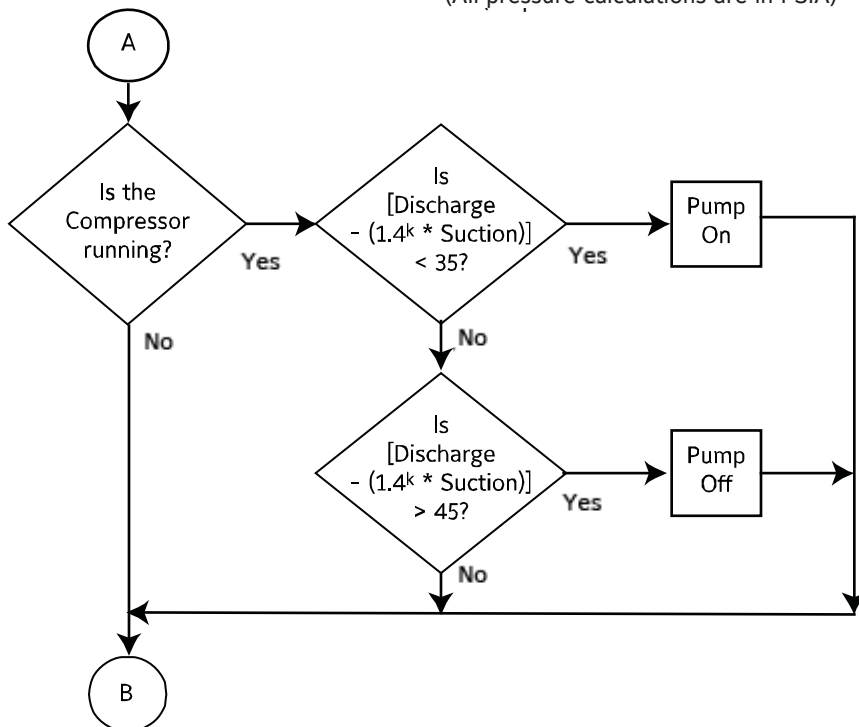 (All pressure calculations are in PSIA)
A
Is the
Compressor
running?
Yes
No
Is
[Discharge
- (1.4ᵏ * Suction)]
< 35?
Yes
Pump
On
No
Is
[Discharge
- (1.4ᵏ * Suction)]
> 45?
Yes
Pump
Off
No
B